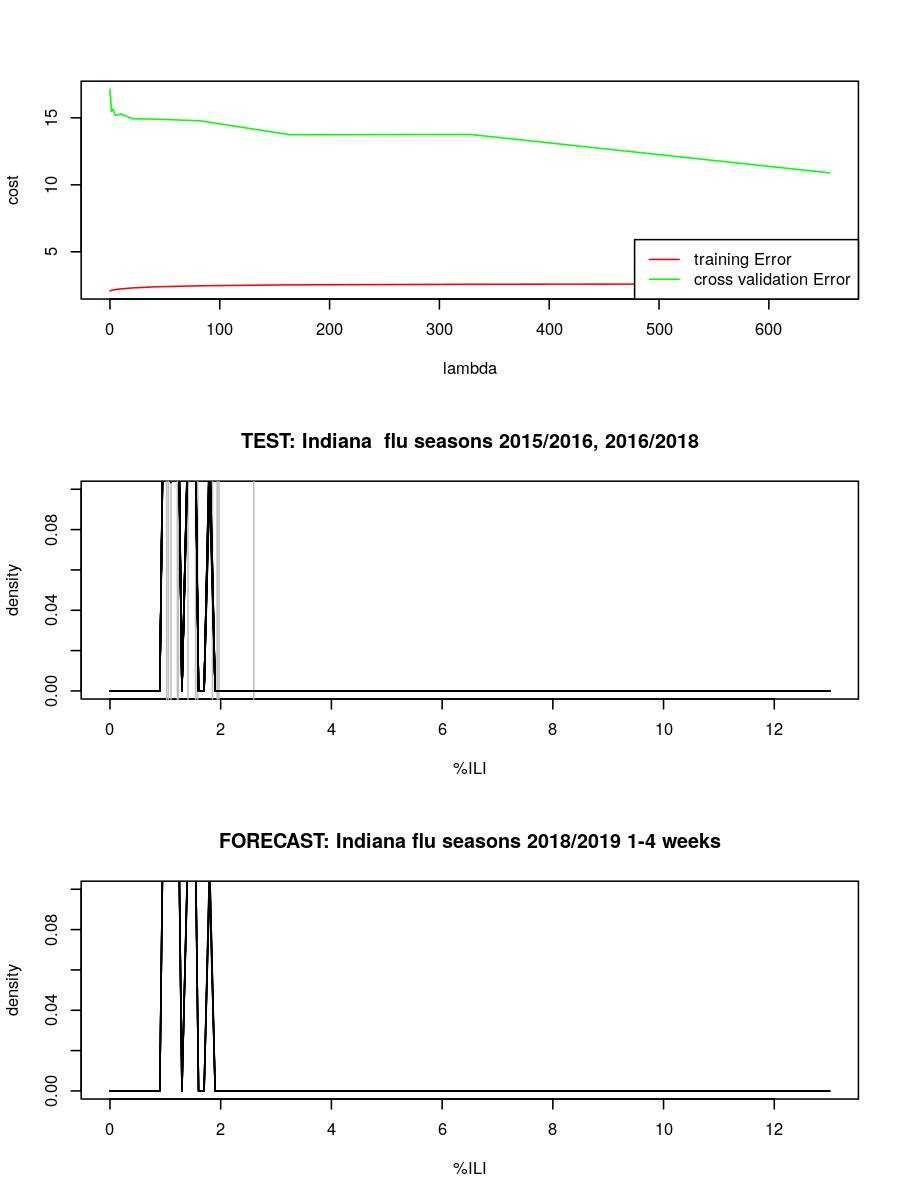 15
10
5
cost
training Error
cross validation Error
0 100 200 300 400 500 600
lambda
TEST: Indiana  flu seasons 2015/2016, 2016/2018
0.08
0.04
0.00
density
0 2 4 6 8 10 12
%ILI
FORECAST: Indiana flu seasons 2018/2019 1-4 weeks
0.08
0.04
0.00
density
0 2 4 6 8 10 12
%ILI